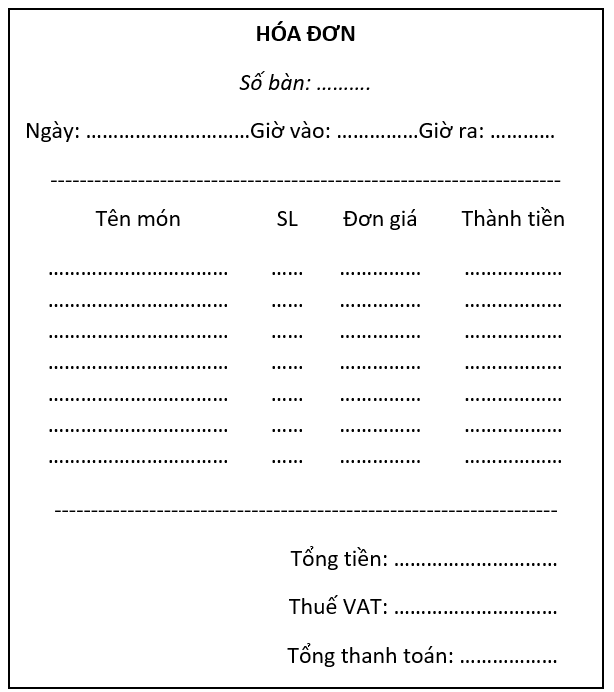 HÓA ĐƠN
Số bàn: ……….
Ngày: …………………………Giờ vào: ……………Giờ ra: …………
----------------------------------------------------------------------
Tên món SL Đơn giá Thành tiền
…………………………… …… …………… ………………
…………………………… …… …………… ………………
…………………………… …… …………… ………………
…………………………… …… …………… ………………
…………………………… …… …………… ………………
…………………………… …… …………… ………………
…………………………… …… …………… ………………
---------------------------------------------------------------------
Tổng tiền: …………………………
Thuế VAT: …………………………
Tổng thanh toán: ………………